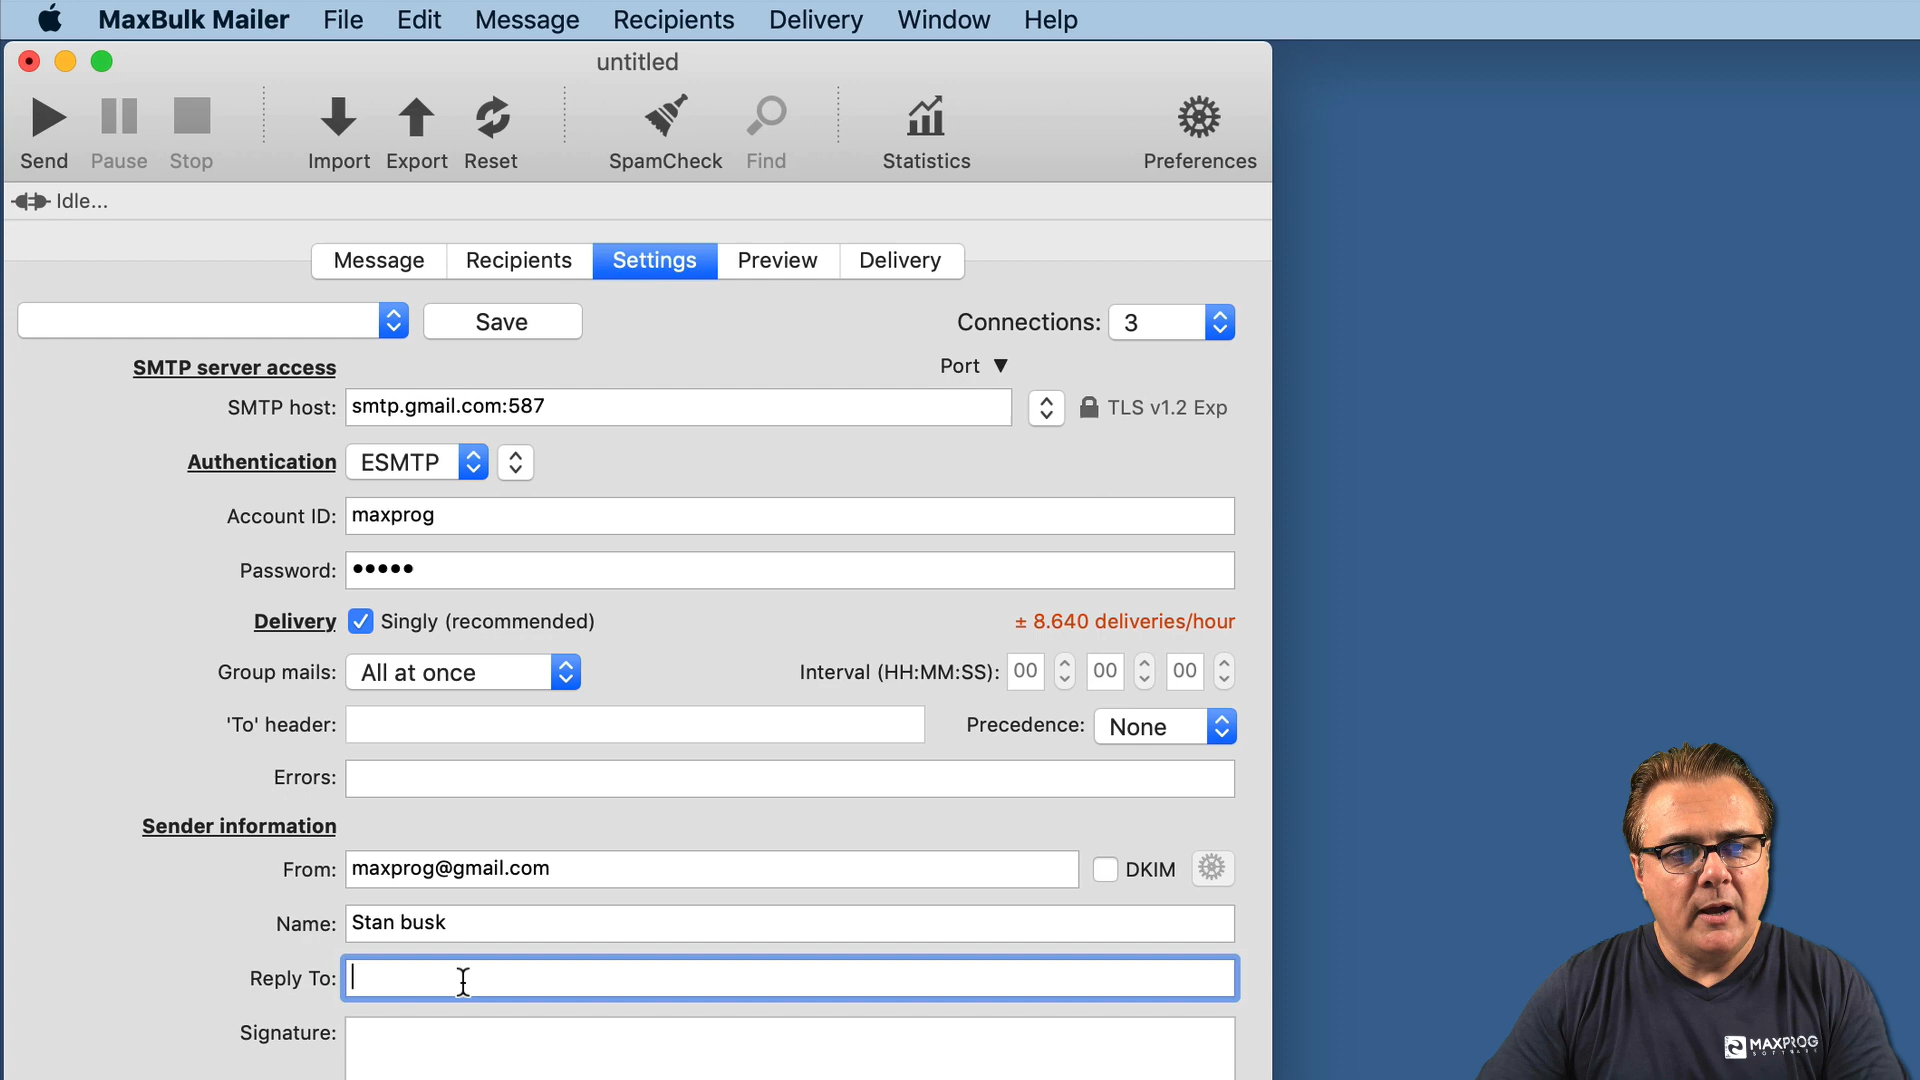 MaxBulk Mailer File Edit Message Recipients Delivery Window Help
untitled
Send Pause Stop Import Export Reset SpamCheck Find Statistics Preferences
Idle...
Message Recipients Settings Preview Delivery
Save Connections: 3
SMTP server access Port ▼
SMTP host: smtp.gmail.com:587 TLS v1.2 Exp
Authentication ESMTP
Account ID: maxprog
Password: •••••
Delivery Singly (recommended) ± 8.640 deliveries/hour
Group mails: All at once Interval (HH:MM:SS): 00 00 00
'To' header: Precedence: None
Errors:
Sender information
From: maxprog@gmail.com DKIM
Name: Stan busk
Reply To:
Signature:
MAXPROG
SOFTWARE